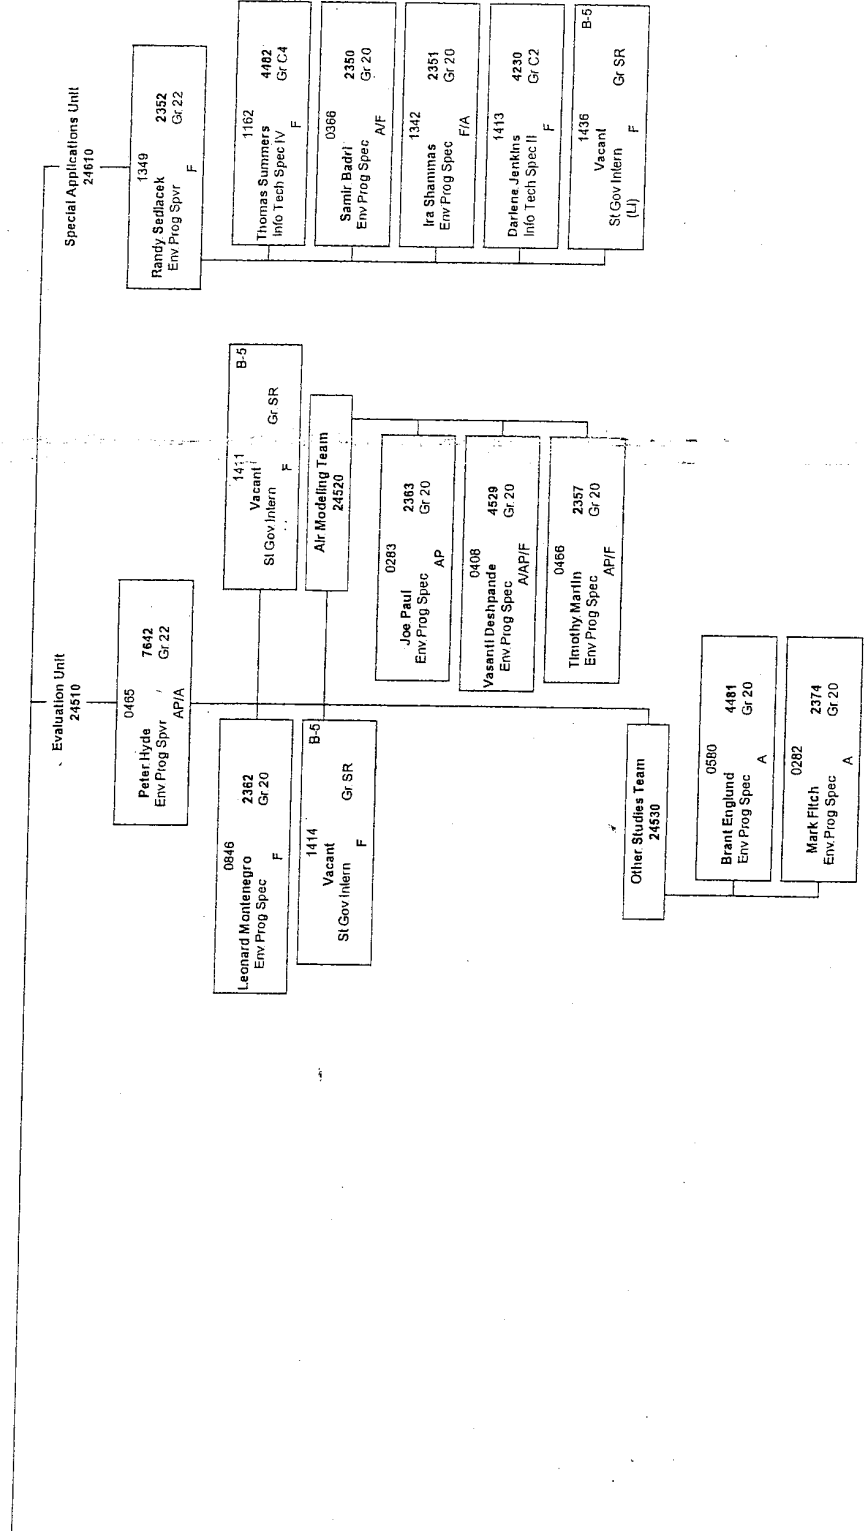 Evaluation Unit
24510
0465
Peter Hyde 7642
Env Prog Spvr Gr 22
AP/A
0846
Leonard Montenegro 2362
Env Prog Spec Gr 20
F
1411 B-5
Vacant
St Gov Intern Gr SR
F
1414 B-5
Vacant
St Gov Intern Gr SR
F
Air Modeling Team
24520
0283
Joe Paul 2363
Env Prog Spec Gr 20
AP
0408
Vasanti Deshpande 4529
Env Prog Spec Gr 20
A/AP/F
0466
Timothy Martin 2357
Env Prog Spec Gr 20
AP/F
Other Studies Team
24530
0580
Brant Englund 4481
Env Prog Spec Gr 20
A
0282
Mark Fitch 2374
Env Prog Spec Gr 20
A
Special Applications Unit
24610
1349
Randy Sedlacek 2352
Env Prog Spvr Gr 22
F
1162
Thomas Summers 4482
Info Tech Spec IV Gr C4
F
0366
Samir Badri 2350
Env Prog Spec Gr 20
A/F
1342
Ira Shammas 2351
Env Prog Spec Gr 20
F/A
1413
Darlene Jenkins 4230
Info Tech Spec II Gr C2
F
1436 B-5
Vacant
St Gov Intern Gr SR
(LI) F